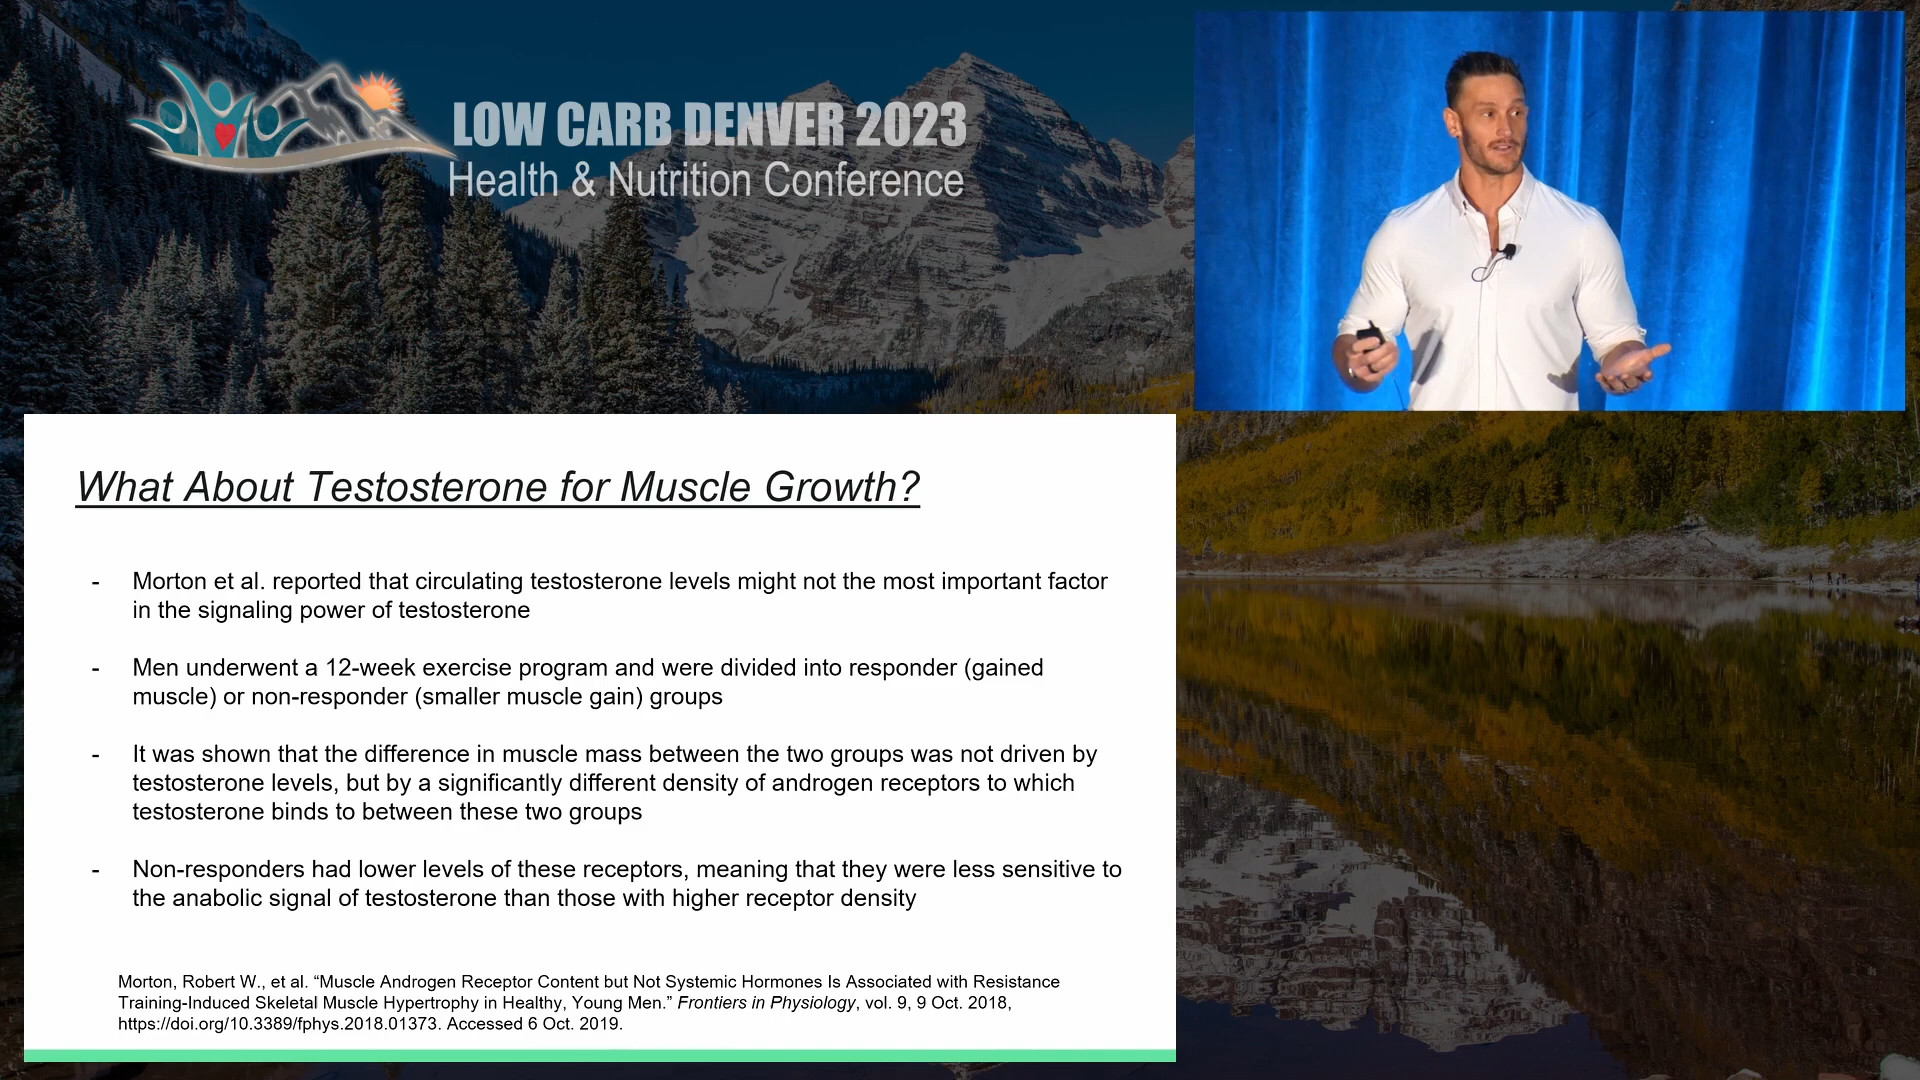 LOW CARB DENVER 2023
Health & Nutrition Conference
What About Testosterone for Muscle Growth?
- Morton et al. reported that circulating testosterone levels might not the most important factor
in the signaling power of testosterone
- Men underwent a 12-week exercise program and were divided into responder (gained
muscle) or non-responder (smaller muscle gain) groups
- It was shown that the difference in muscle mass between the two groups was not driven by
testosterone levels, but by a significantly different density of androgen receptors to which
testosterone binds to between these two groups
- Non-responders had lower levels of these receptors, meaning that they were less sensitive to
the anabolic signal of testosterone than those with higher receptor density
Morton, Robert W., et al. “Muscle Androgen Receptor Content but Not Systemic Hormones Is Associated with Resistance
Training-Induced Skeletal Muscle Hypertrophy in Healthy, Young Men.” Frontiers in Physiology, vol. 9, 9 Oct. 2018,
https://doi.org/10.3389/fphys.2018.01373. Accessed 6 Oct. 2019.